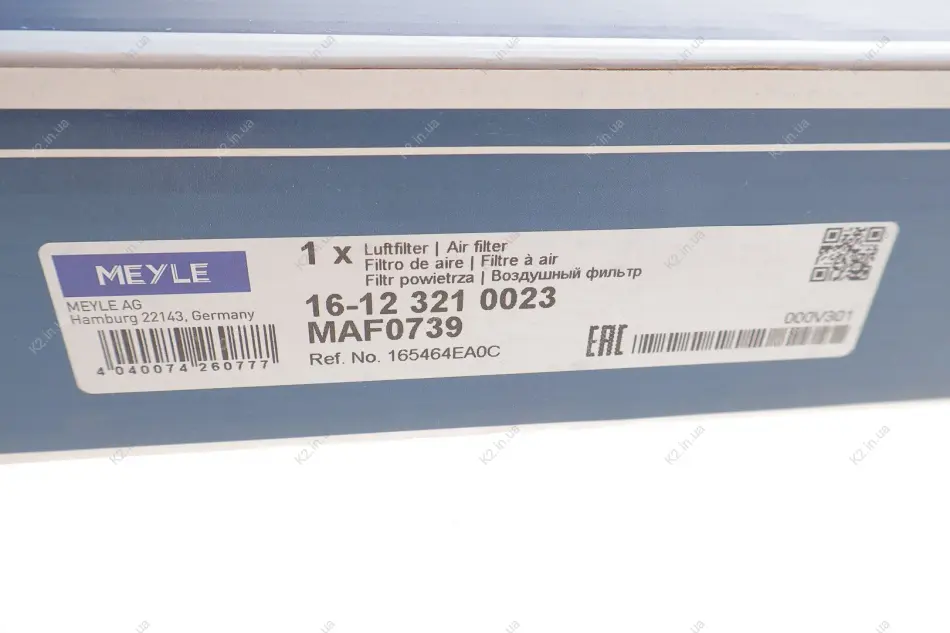 MEYLE
MEYLE AG
Hamburg 22143, Germany
4 040074 260777
1 x Luftfilter | Air filter
Filtro de aire | Filtre à air
Filtr powietrza | Воздушный фильтр
16-12 321 0023
MAF0739
Ref. No. 165464EA0C
EAC
000V301
K2.in.ua